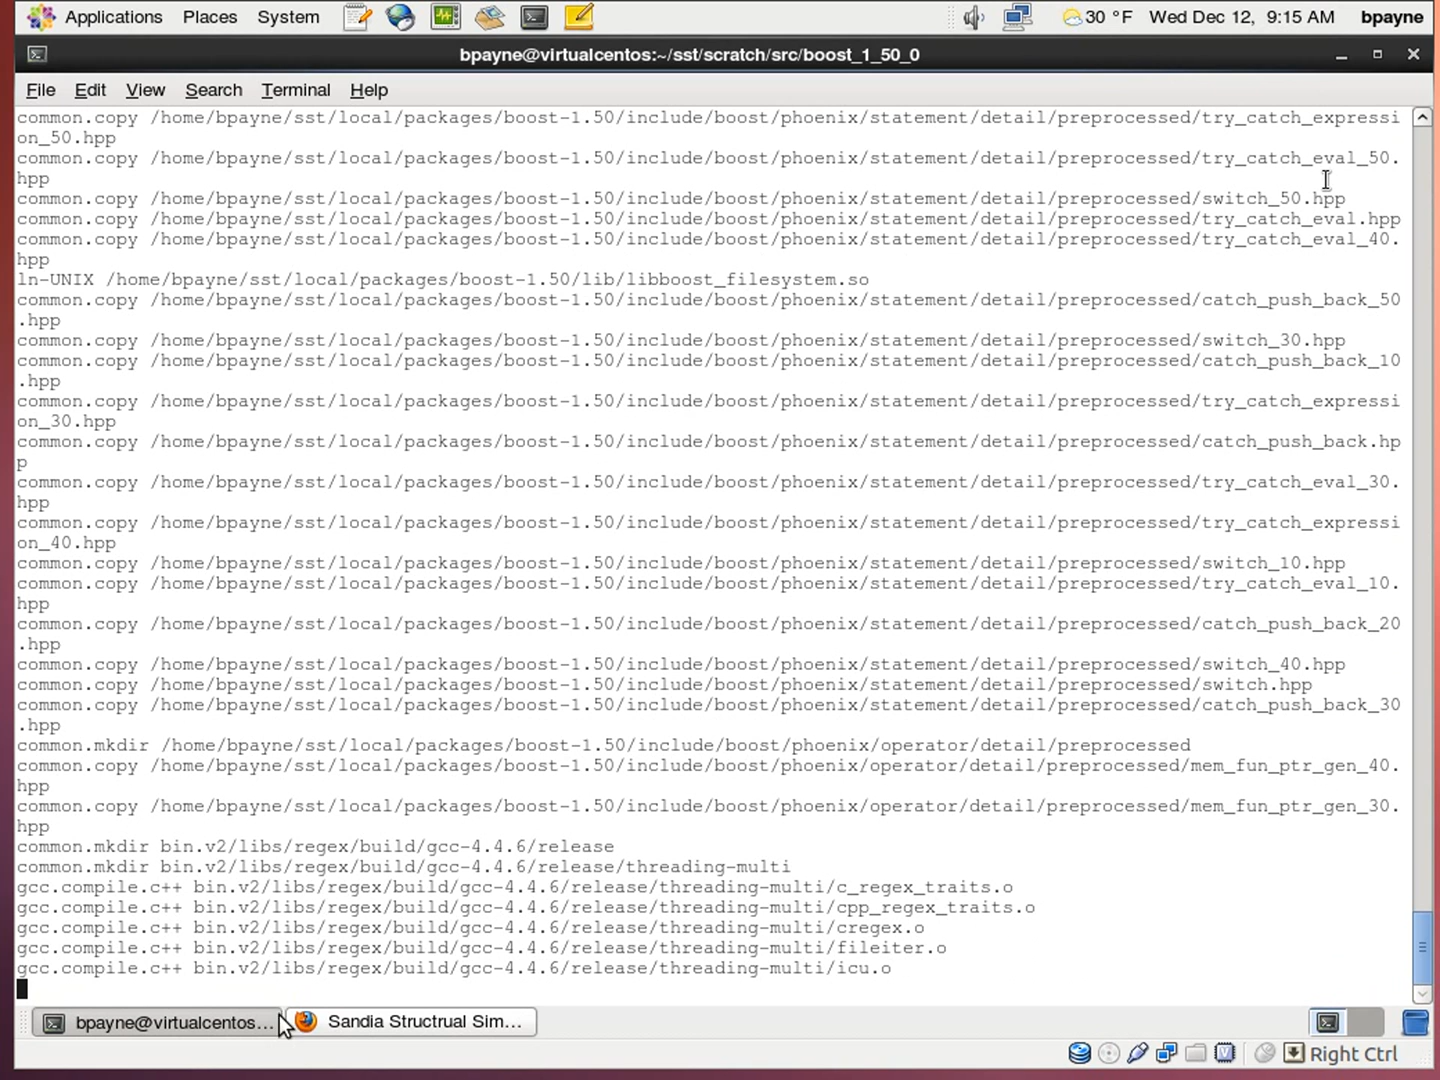 Applications Places System 30 °F Wed Dec 12, 9:15 AM bpayne
bpayne@virtualcentos:~/sst/scratch/src/boost_1_50_0
File Edit View Search Terminal Help
common.copy /home/bpayne/sst/local/packages/boost-1.50/include/boost/phoenix/statement/detail/preprocessed/try_catch_expressi
on_50.hpp
common.copy /home/bpayne/sst/local/packages/boost-1.50/include/boost/phoenix/statement/detail/preprocessed/try_catch_eval_50.
hpp
common.copy /home/bpayne/sst/local/packages/boost-1.50/include/boost/phoenix/statement/detail/preprocessed/switch_50.hpp
common.copy /home/bpayne/sst/local/packages/boost-1.50/include/boost/phoenix/statement/detail/preprocessed/try_catch_eval.hpp
common.copy /home/bpayne/sst/local/packages/boost-1.50/include/boost/phoenix/statement/detail/preprocessed/try_catch_eval_40.
hpp
ln-UNIX /home/bpayne/sst/local/packages/boost-1.50/lib/libboost_filesystem.so
common.copy /home/bpayne/sst/local/packages/boost-1.50/include/boost/phoenix/statement/detail/preprocessed/catch_push_back_50
.hpp
common.copy /home/bpayne/sst/local/packages/boost-1.50/include/boost/phoenix/statement/detail/preprocessed/switch_30.hpp
common.copy /home/bpayne/sst/local/packages/boost-1.50/include/boost/phoenix/statement/detail/preprocessed/catch_push_back_10
.hpp
common.copy /home/bpayne/sst/local/packages/boost-1.50/include/boost/phoenix/statement/detail/preprocessed/try_catch_expressi
on_30.hpp
common.copy /home/bpayne/sst/local/packages/boost-1.50/include/boost/phoenix/statement/detail/preprocessed/catch_push_back.hp
p
common.copy /home/bpayne/sst/local/packages/boost-1.50/include/boost/phoenix/statement/detail/preprocessed/try_catch_eval_30.
hpp
common.copy /home/bpayne/sst/local/packages/boost-1.50/include/boost/phoenix/statement/detail/preprocessed/try_catch_expressi
on_40.hpp
common.copy /home/bpayne/sst/local/packages/boost-1.50/include/boost/phoenix/statement/detail/preprocessed/switch_10.hpp
common.copy /home/bpayne/sst/local/packages/boost-1.50/include/boost/phoenix/statement/detail/preprocessed/try_catch_eval_10.
hpp
common.copy /home/bpayne/sst/local/packages/boost-1.50/include/boost/phoenix/statement/detail/preprocessed/catch_push_back_20
.hpp
common.copy /home/bpayne/sst/local/packages/boost-1.50/include/boost/phoenix/statement/detail/preprocessed/switch_40.hpp
common.copy /home/bpayne/sst/local/packages/boost-1.50/include/boost/phoenix/statement/detail/preprocessed/switch.hpp
common.copy /home/bpayne/sst/local/packages/boost-1.50/include/boost/phoenix/statement/detail/preprocessed/catch_push_back_30
.hpp
common.mkdir /home/bpayne/sst/local/packages/boost-1.50/include/boost/phoenix/operator/detail/preprocessed
common.copy /home/bpayne/sst/local/packages/boost-1.50/include/boost/phoenix/operator/detail/preprocessed/mem_fun_ptr_gen_40.
hpp
common.copy /home/bpayne/sst/local/packages/boost-1.50/include/boost/phoenix/operator/detail/preprocessed/mem_fun_ptr_gen_30.
hpp
common.mkdir bin.v2/libs/regex/build/gcc-4.4.6/release
common.mkdir bin.v2/libs/regex/build/gcc-4.4.6/release/threading-multi
gcc.compile.c++ bin.v2/libs/regex/build/gcc-4.4.6/release/threading-multi/c_regex_traits.o
gcc.compile.c++ bin.v2/libs/regex/build/gcc-4.4.6/release/threading-multi/cpp_regex_traits.o
gcc.compile.c++ bin.v2/libs/regex/build/gcc-4.4.6/release/threading-multi/cregex.o
gcc.compile.c++ bin.v2/libs/regex/build/gcc-4.4.6/release/threading-multi/fileiter.o
gcc.compile.c++ bin.v2/libs/regex/build/gcc-4.4.6/release/threading-multi/icu.o
bpayne@virtualcentos... Sandia Structrual Sim...
Right Ctrl